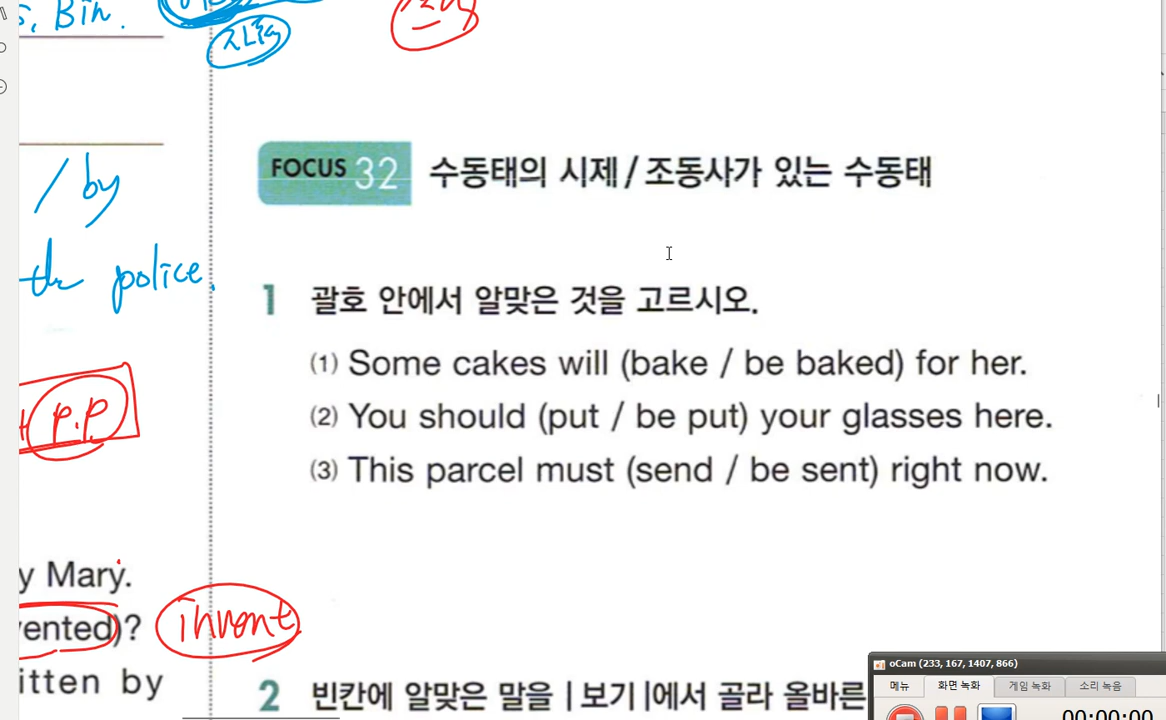 s, Bin.
/ by
the police.
p.p
y Mary.
ented)?
invent
itten by
FOCUS 32 수동태의 시제 / 조동사가 있는 수동태
1 괄호 안에서 알맞은 것을 고르시오.
(1) Some cakes will (bake / be baked) for her.
(2) You should (put / be put) your glasses here.
(3) This parcel must (send / be sent) right now.
2 빈칸에 알맞은 말을 |보기|에서 골라 올바른
oCam (233, 167, 1407, 866)
메뉴 화면 녹화 게임 녹화 소리 녹음
00:00:00